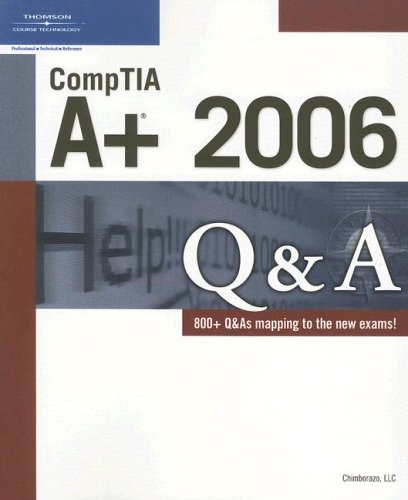 THOMSON
COURSE TECHNOLOGY
Professional ■ Technical ■ Reference
CompTIA
A+® 2006
Help!!
Q & A
800+ Q&As mapping to the new exams!
Chimborazo, LLC